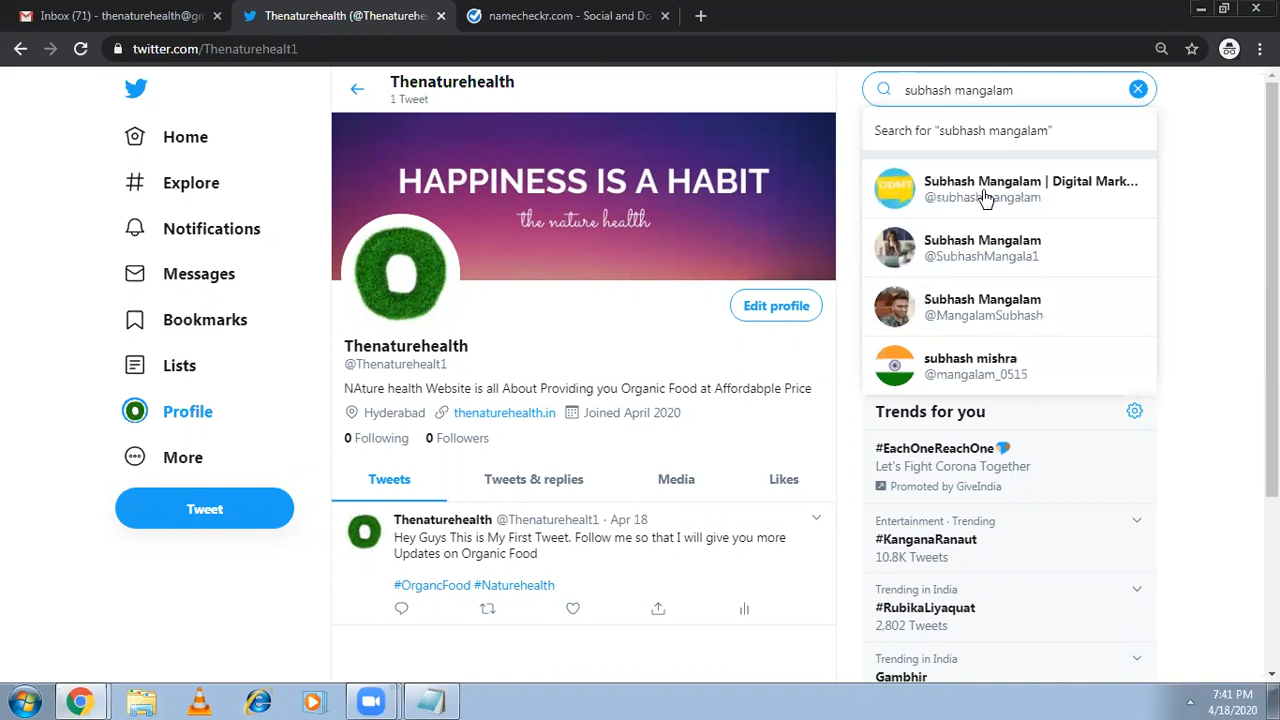 Inbox (71) - thenaturehealth@gm
Thenaturehealth (@Thenaturehe
namecheckr.com - Social and Do
twitter.com/Thenaturehealt1
Home
Explore
Notifications
Messages
Bookmarks
Lists
Profile
More
Tweet
Thenaturehealth
1 Tweet
HAPPINESS IS A HABIT
the nature health
Edit profile
Thenaturehealth
@Thenaturehealt1
NAture health Website is all About Providing you Organic Food at Affordabple Price
Hyderabad thenaturehealth.in Joined April 2020
0 Following 0 Followers
Tweets Tweets & replies Media Likes
Thenaturehealth @Thenaturehealt1 · Apr 18
Hey Guys This is My First Tweet. Follow me so that I will give you more
Updates on Organic Food
#OrgancFood #Naturehealth
subhash mangalam
Search for "subhash mangalam"
ODMT
Subhash Mangalam | Digital Mark...
@subhashmangalam
Subhash Mangalam
@SubhashMangala1
Subhash Mangalam
@MangalamSubhash
subhash mishra
@mangalam_0515
Trends for you
#EachOneReachOne
Let's Fight Corona Together
Promoted by GiveIndia
Entertainment · Trending
#KanganaRanaut
10.8K Tweets
Trending in India
#RubikaLiyaquat
2,802 Tweets
Trending in India
Gambhir
7:41 PM
4/18/2020